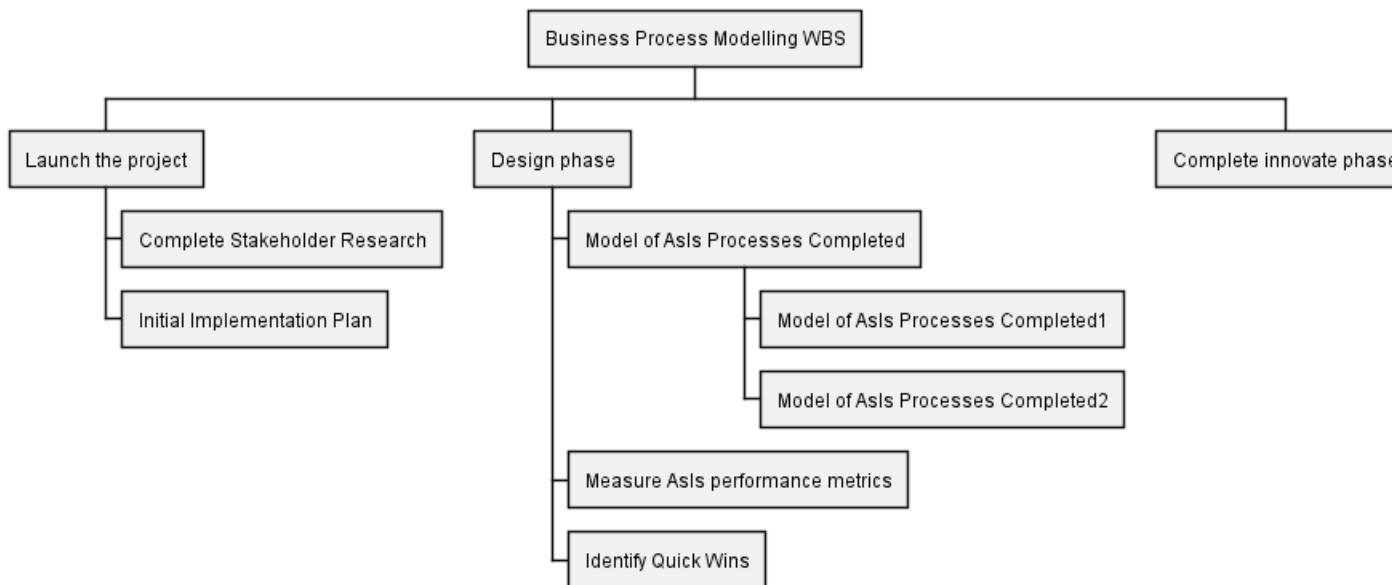 Business Process Modelling WBS
Launch the project
Design phase
Complete innovate phase
Complete Stakeholder Research
Model of AsIs Processes Completed
Initial Implementation Plan
Model of AsIs Processes Completed1
Model of AsIs Processes Completed2
Measure AsIs performance metrics
Identify Quick Wins